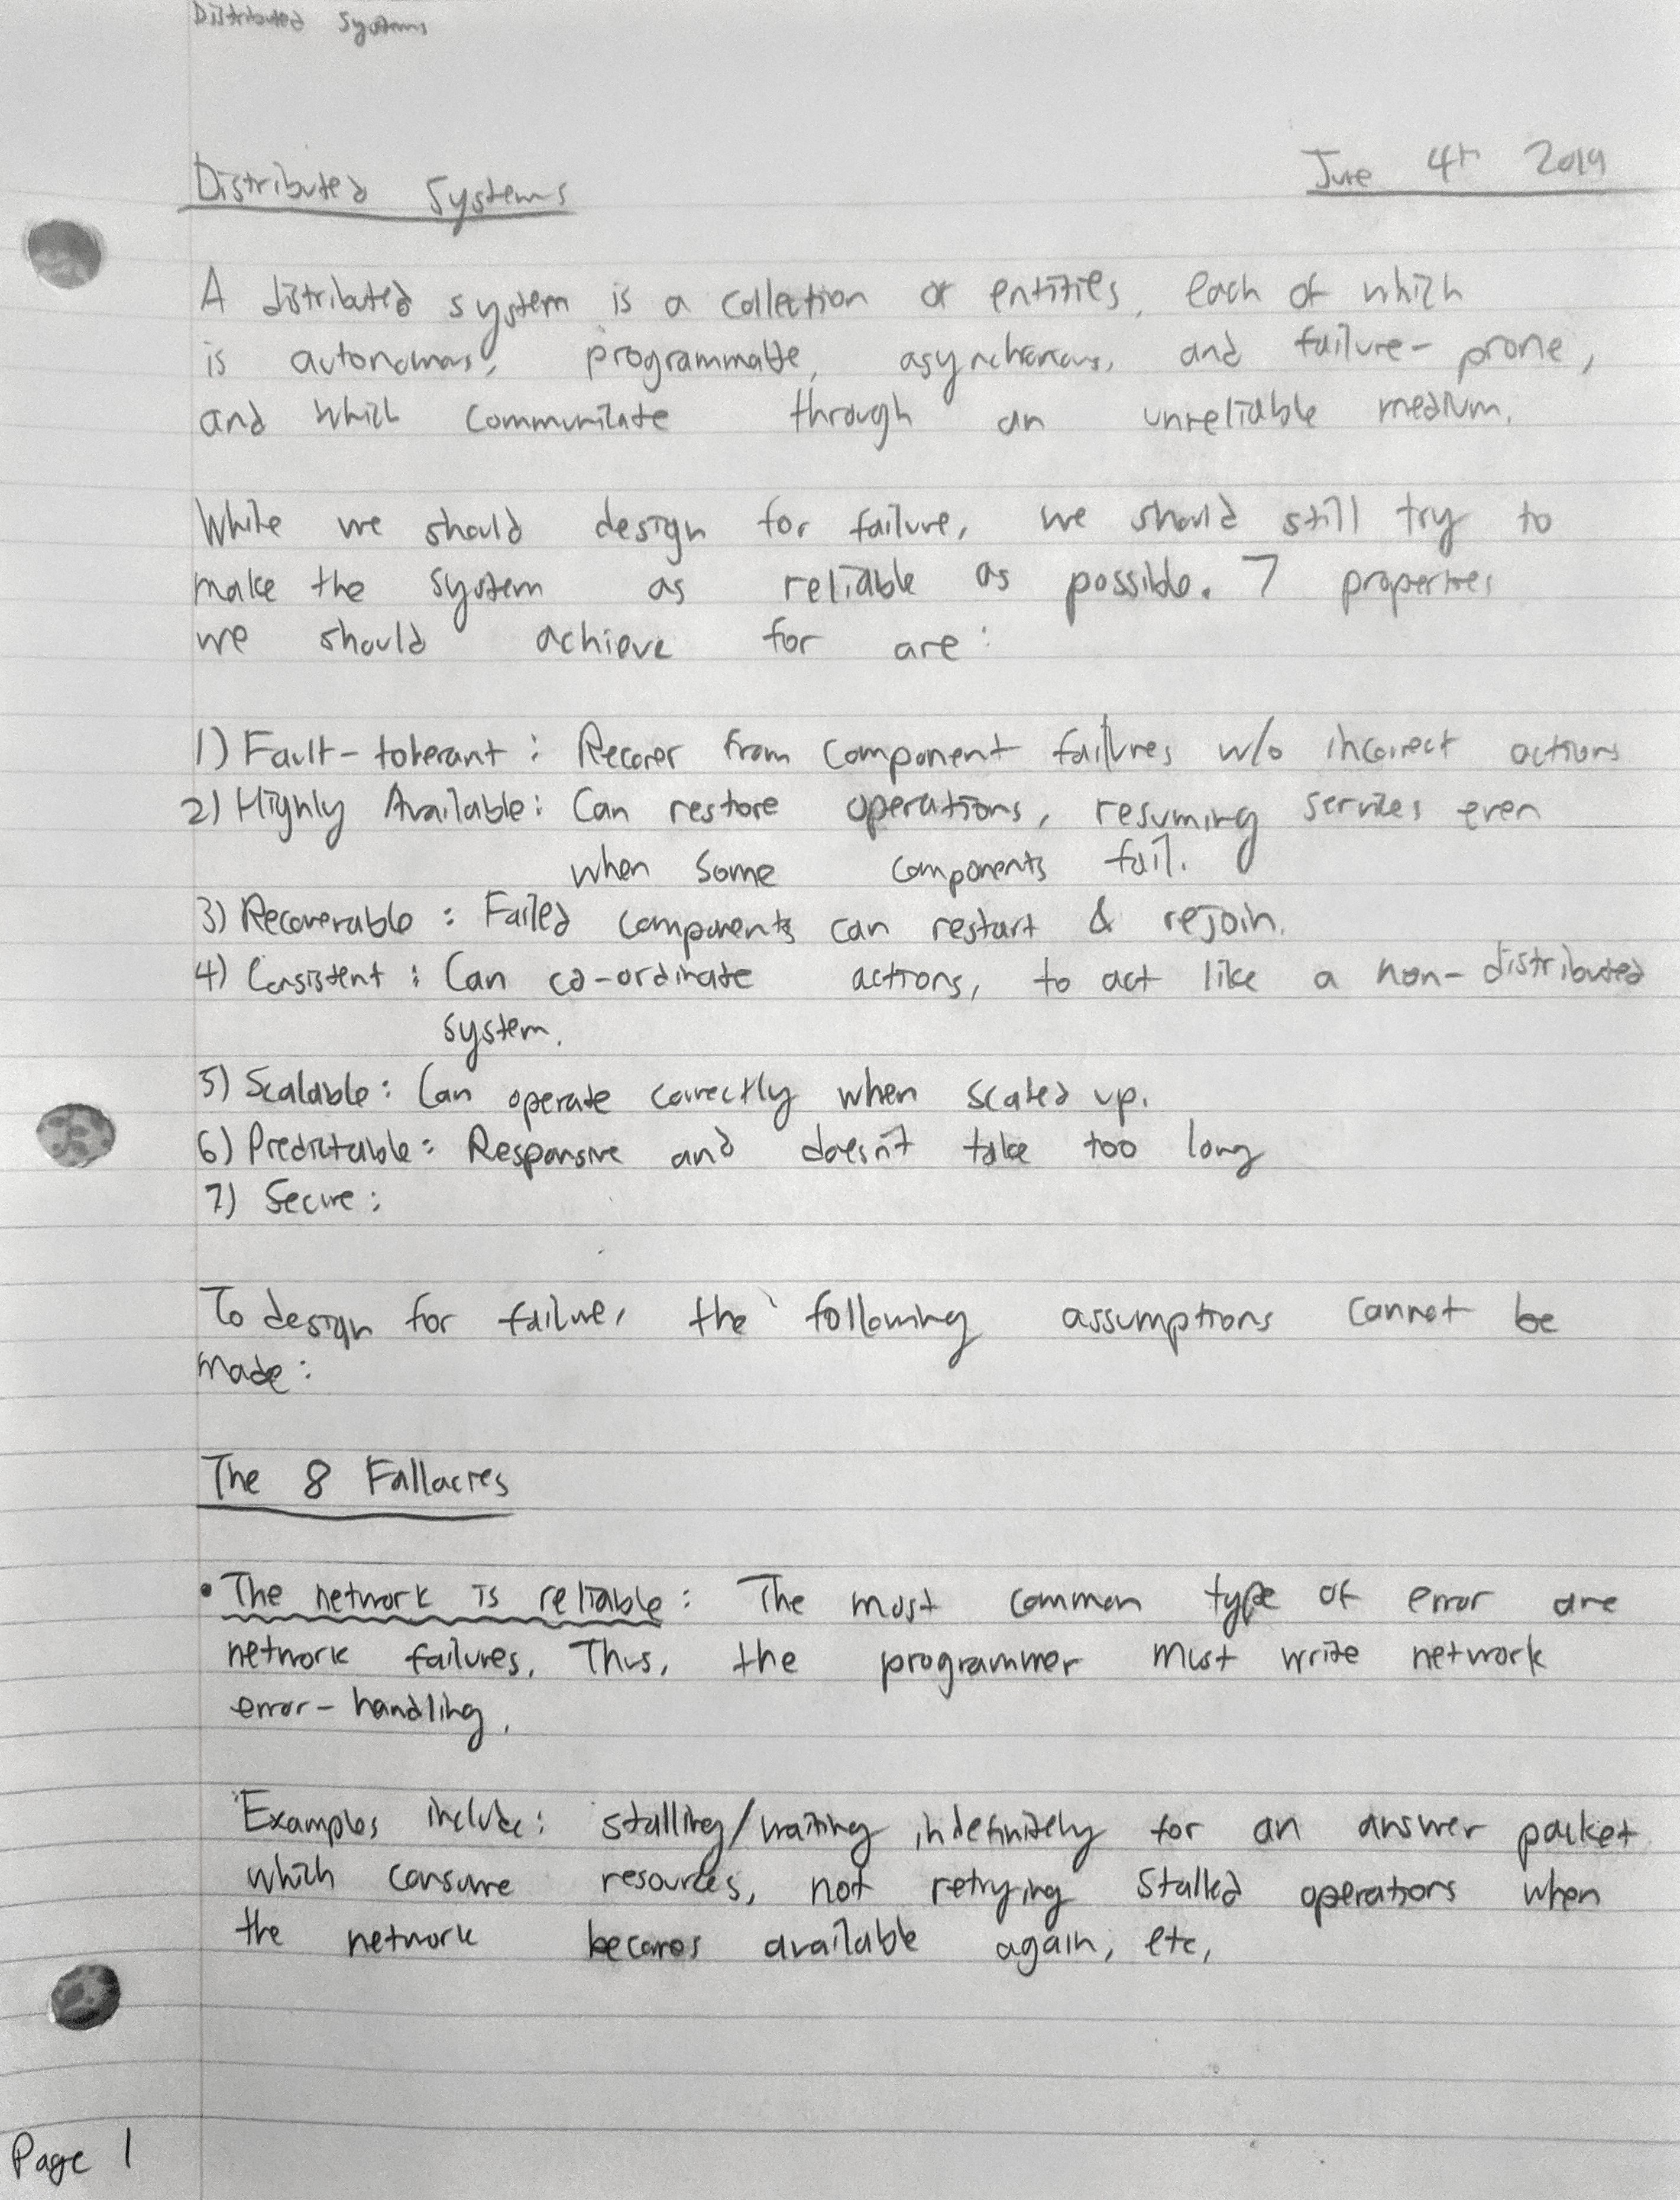 Distributed Systems
Distributed Systems June 4th 2019
A distributed system is a collection of entities, each of which
is autonomous, programmable, asynchronous, and failure-prone,
and which communicate through an unreliable medium.
While we should design for failure, we should still try to
make the system as reliable as possible. 7 properties
we should achieve for are:
1) Fault-tolerant: Recover from component failures w/o incorrect actions
2) Highly Available: Can restore operations, resuming services even
when some components fail.
3) Recoverable: Failed components can restart & rejoin.
4) Consistent: Can co-ordinate actions, to act like a non-distributed
system.
5) Scalable: Can operate correctly when scaled up.
6) Predictable: Responsive and doesn't take too long
7) Secure:
To design for failure, the following assumptions cannot be
made:
The 8 Fallacies
• The network is reliable: The most common type of error are
network failures. Thus, the programmer must write network
error-handling.
Examples include: stalling/waiting indefinitely for an answer packet
which consume resources, not retrying stalled operations when
the network becomes available again, etc,
Page 1